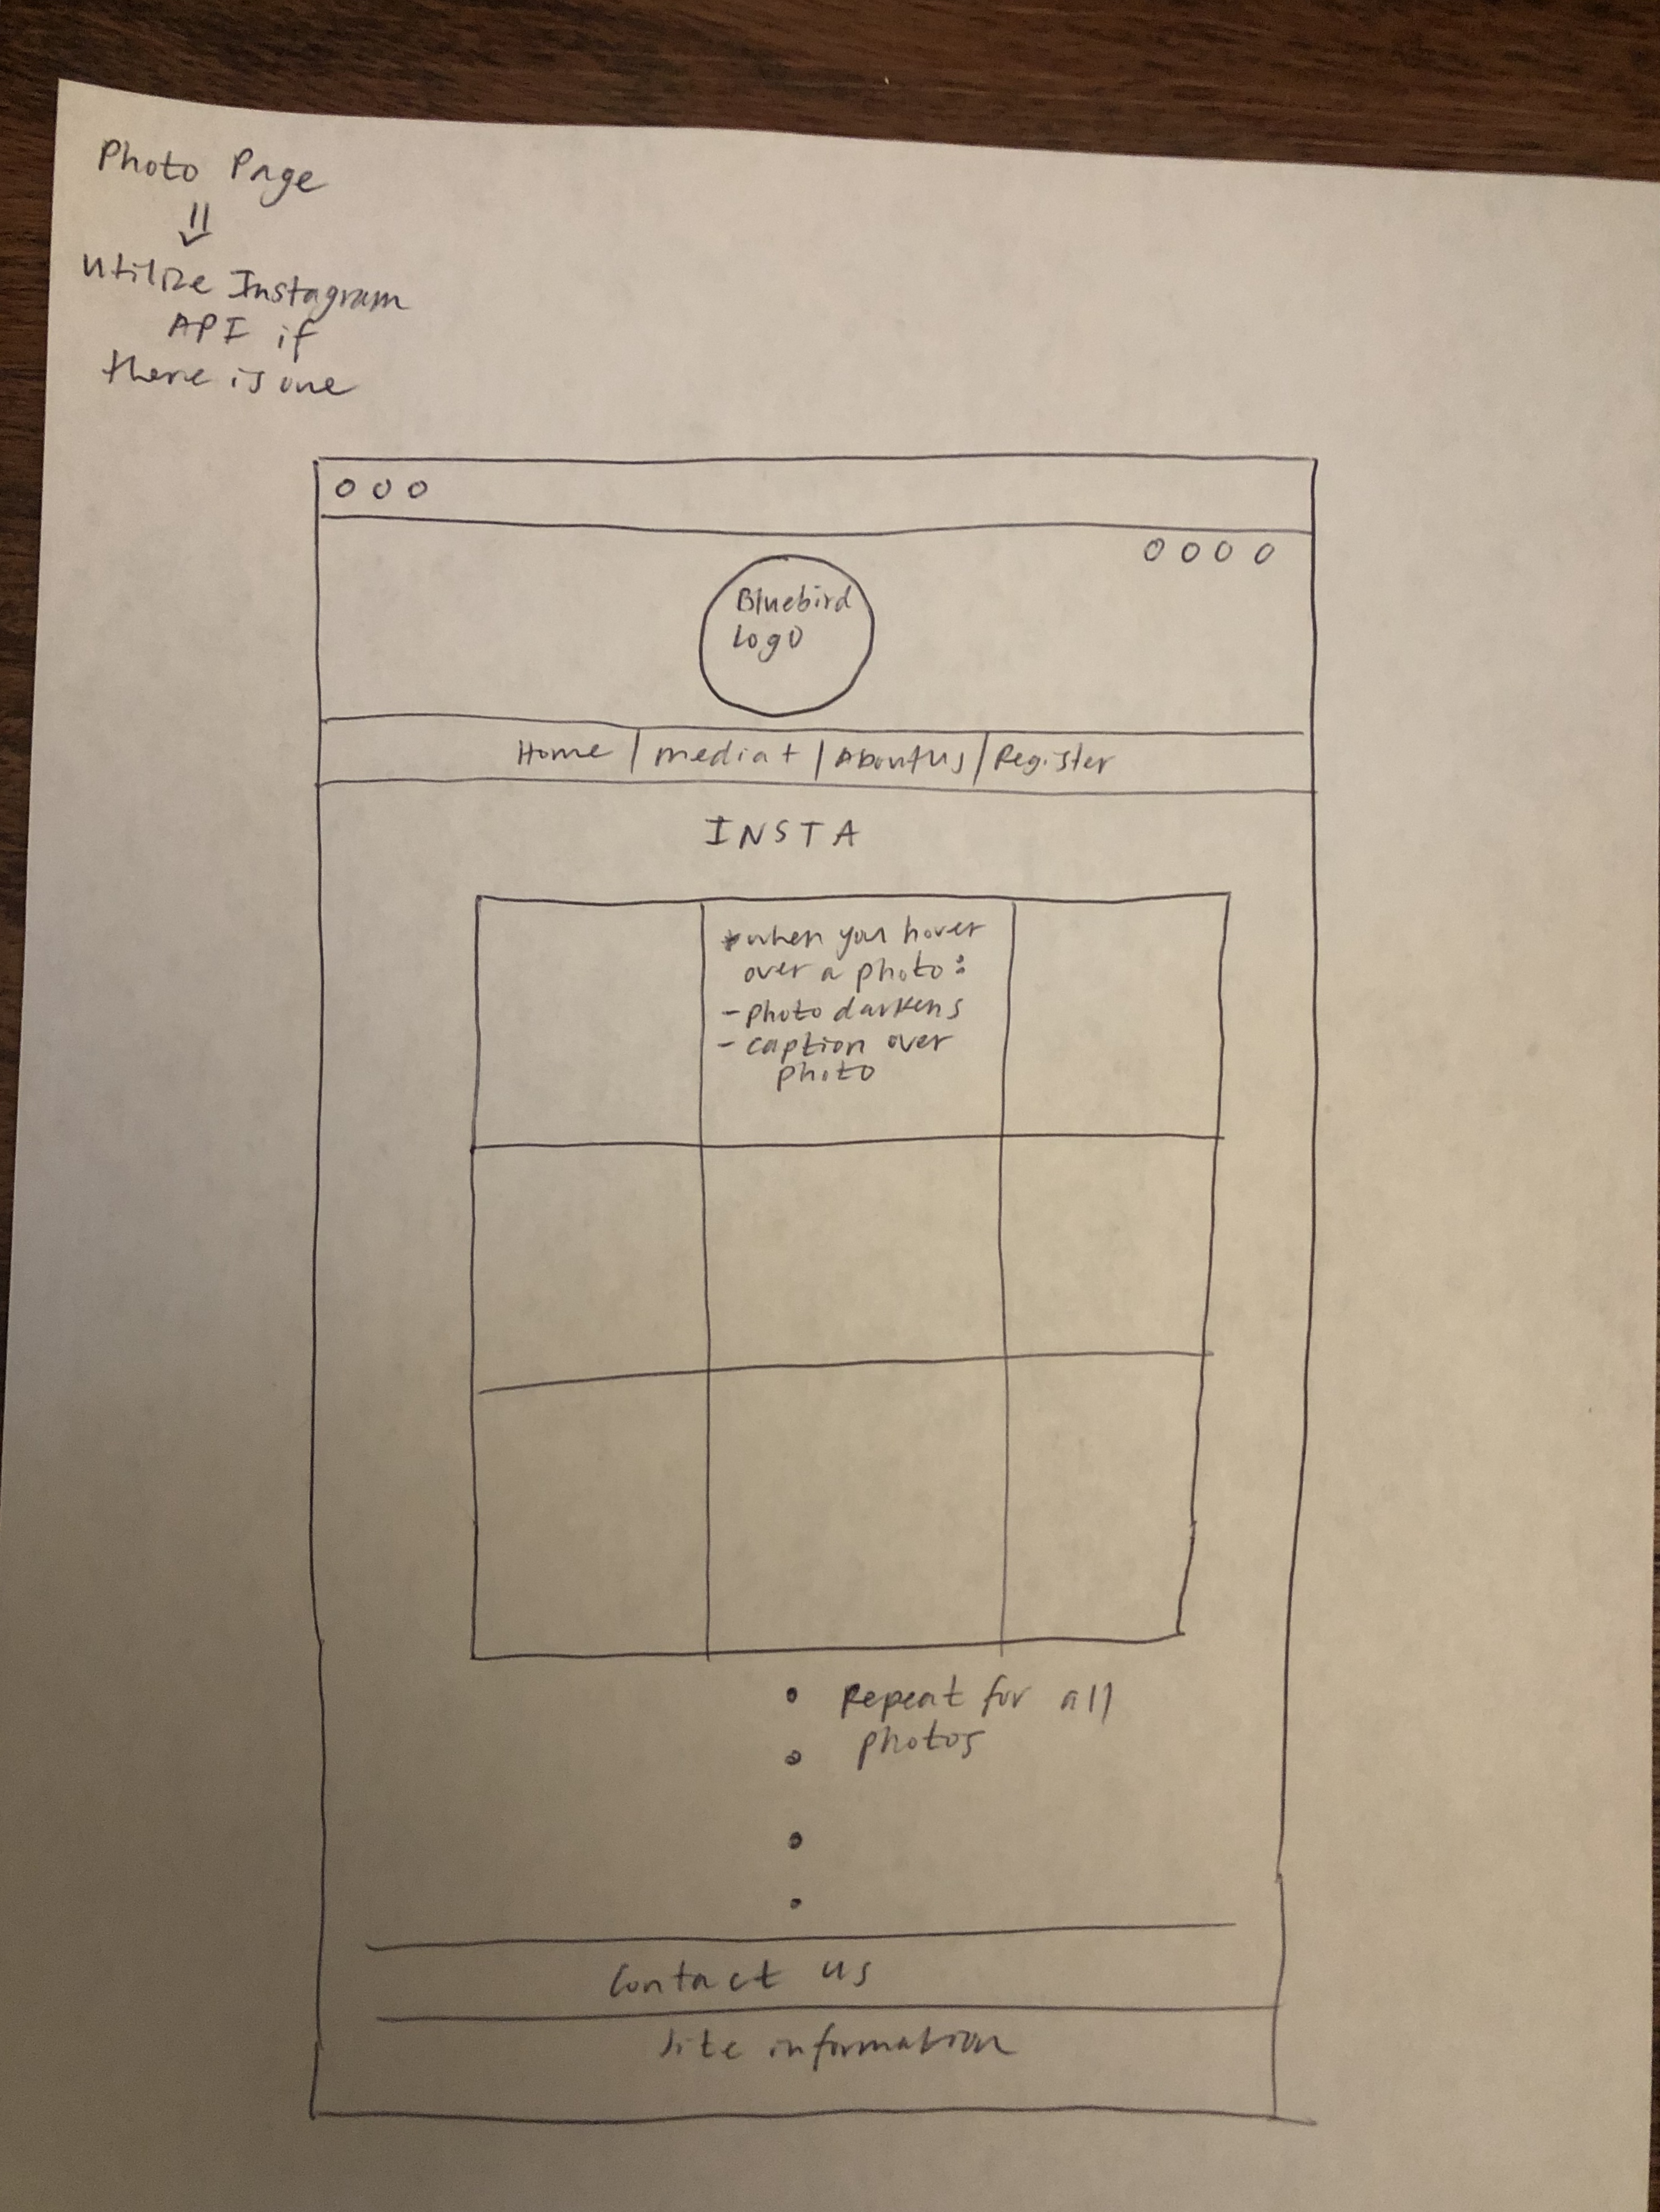 Photo Page
utilize Instagram
API if
there is one
Bluebird
Logo
Home | media + | About Us | Register
INSTA
*when you hover
over a photo:
- photo darkens
- caption over
photo
Repeat for all
photos
Contact us
Site information